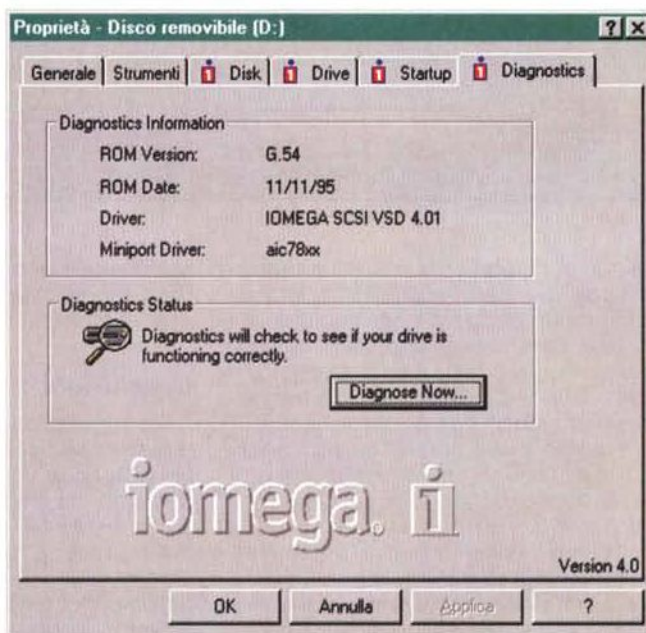 Proprietà - Disco removibile (D:)
Generale Strumenti Disk Drive Startup Diagnostics
Diagnostics Information
ROM Version: G.54
ROM Date: 11/11/95
Driver: IOMEGA SCSI VSD 4.01
Miniport Driver: aic78xx
Diagnostics Status
Diagnostics will check to see if your drive is
functioning correctly.
Diagnose Now...
iomega. i
Version 4.0
OK Annulla Applica ?